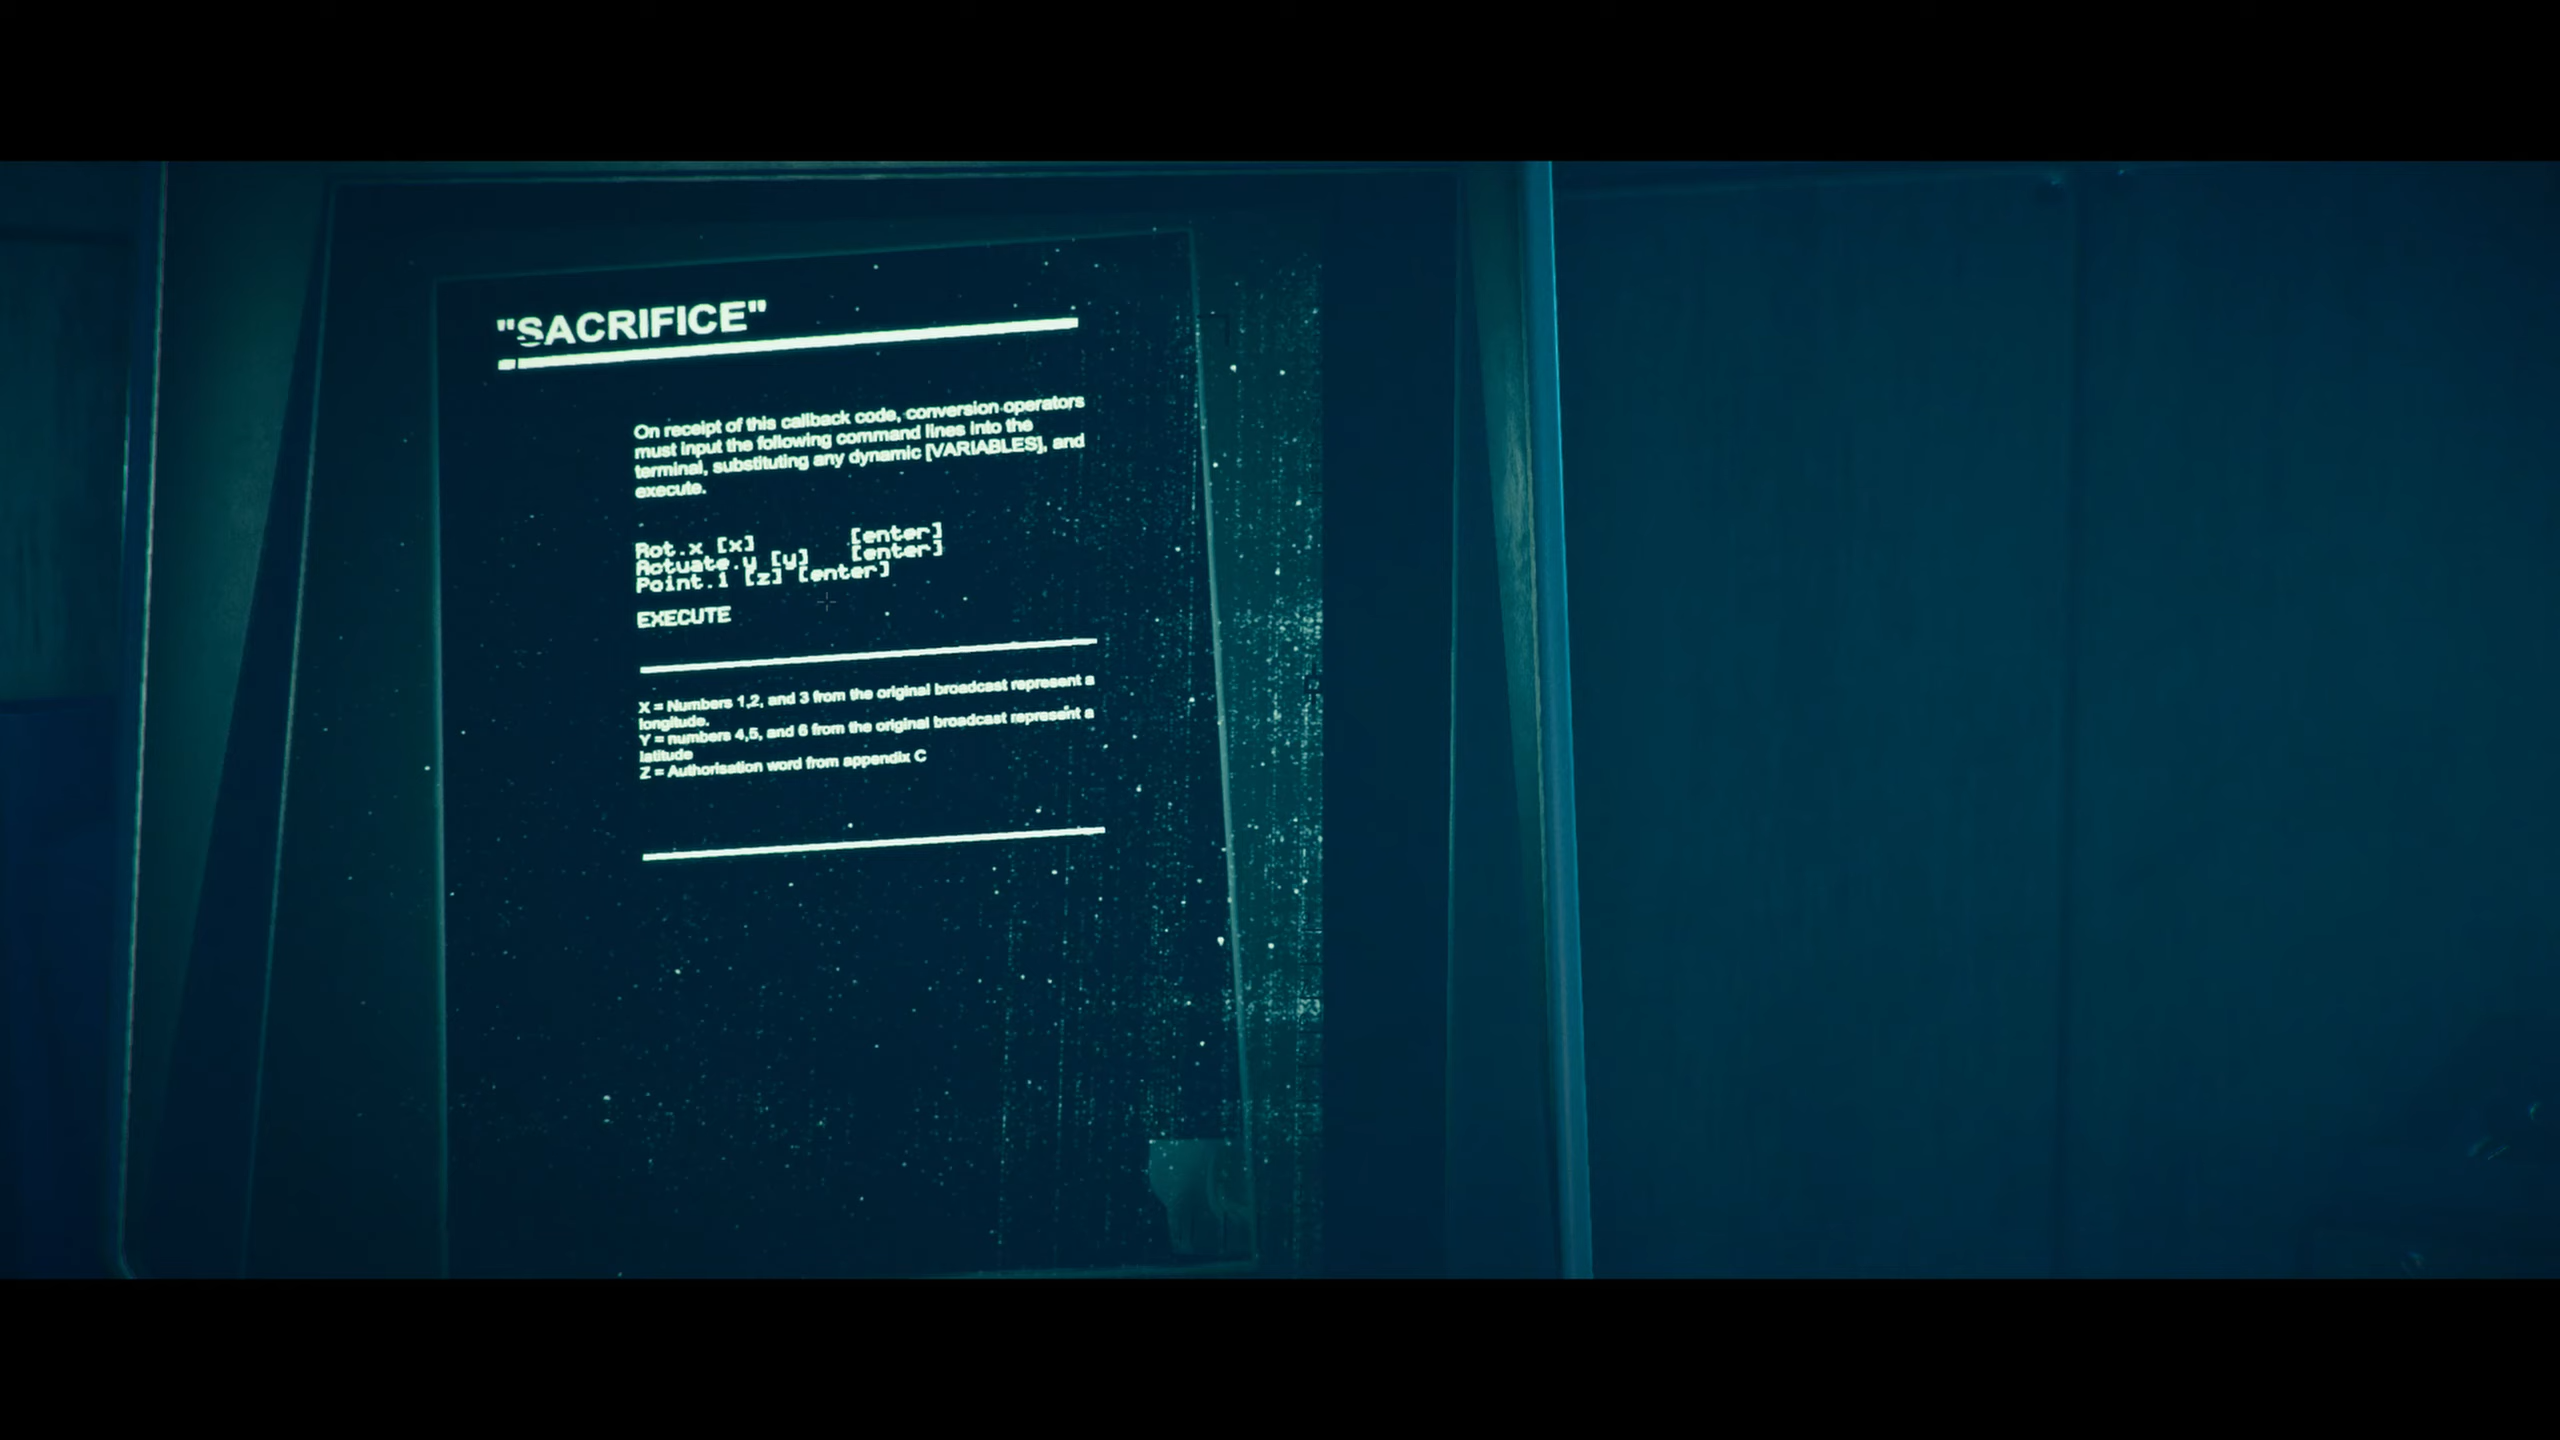 "SACRIFICE"
On receipt of this callback code, conversion operators
must input the following command lines into the
terminal, substituting any dynamic [VARIABLES], and
execute.
Rot.x [x] [enter]
Actuate.y [y] [enter]
Point.1 [z] [enter]
EXECUTE
X = Numbers 1,2, and 3 from the original broadcast represent a
longitude.
Y = numbers 4,5, and 6 from the original broadcast represent a
latitude
Z = Authorisation word from appendix C